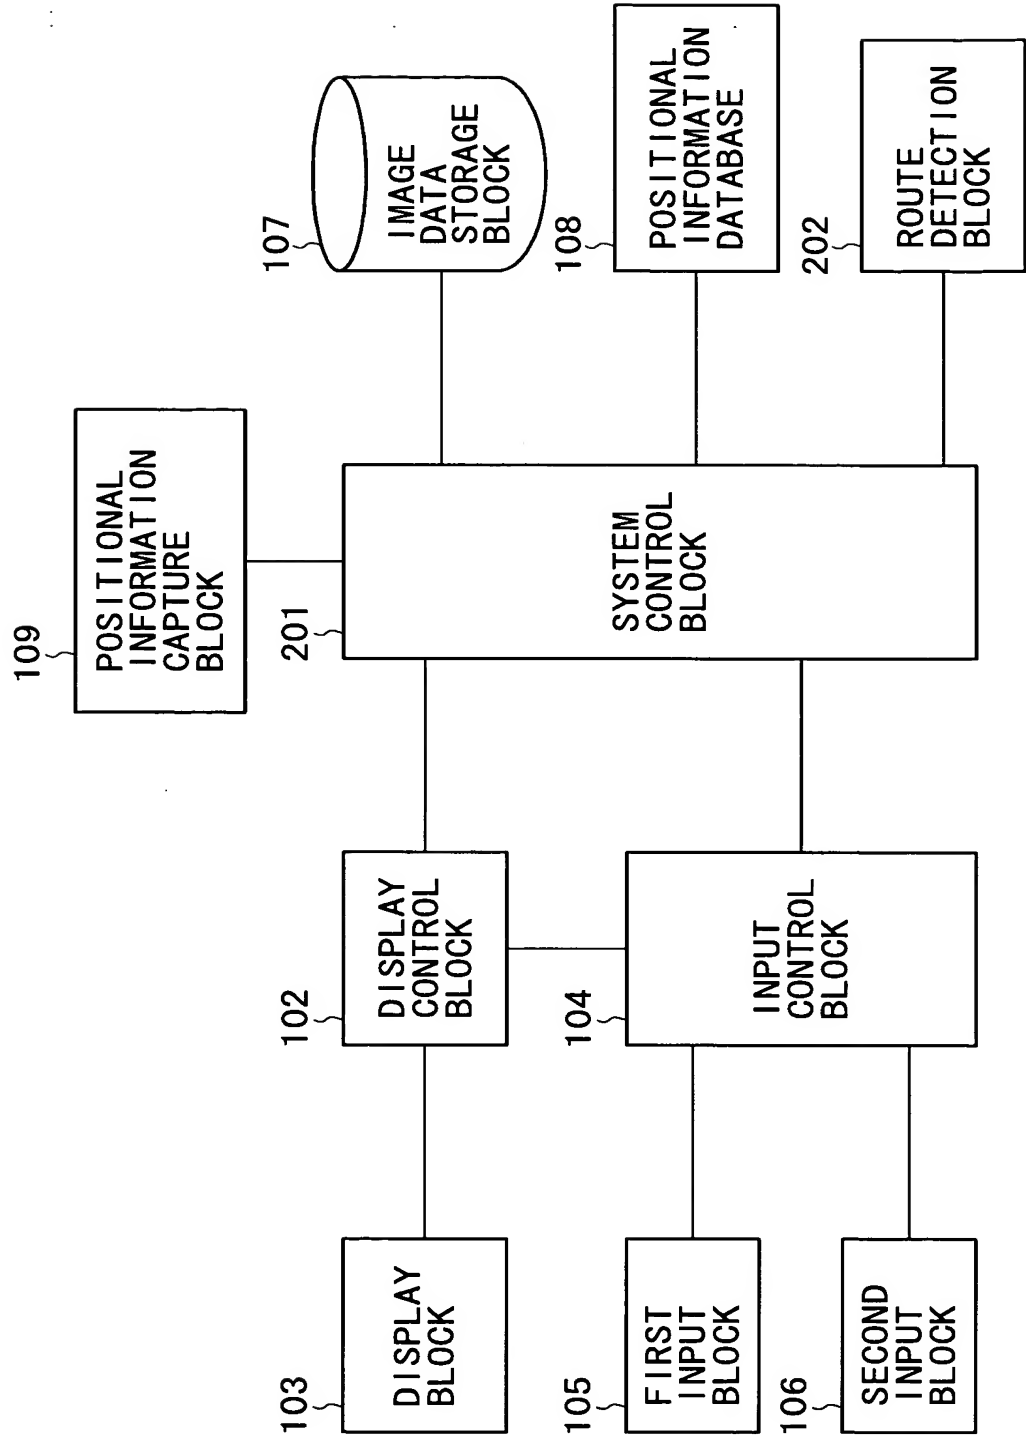 109
POSITIONAL
INFORMATION
CAPTURE
BLOCK
103
DISPLAY
BLOCK
102
DISPLAY
CONTROL
BLOCK
201
SYSTEM
CONTROL
BLOCK
107
IMAGE
DATA
STORAGE
BLOCK
105
FIRST
INPUT
BLOCK
104
INPUT
CONTROL
BLOCK
108
POSITIONAL
INFORMATION
DATABASE
106
SECOND
INPUT
BLOCK
202
ROUTE
DETECTION
BLOCK